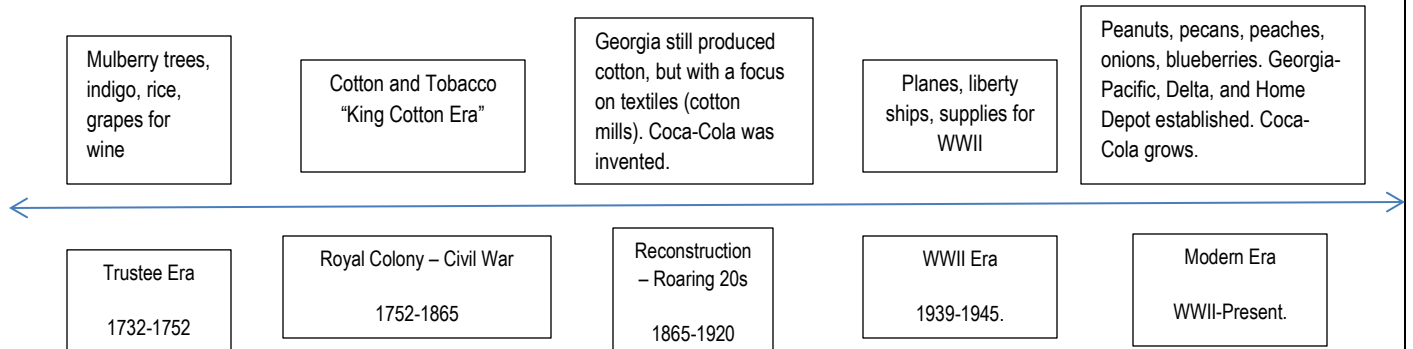 Mulberry trees,
indigo, rice,
grapes for
wine
Cotton and Tobacco
“King Cotton Era”
Georgia still produced
cotton, but with a focus
on textiles (cotton
mills). Coca-Cola was
invented.
Planes, liberty
ships, supplies for
WWII
Peanuts, pecans, peaches,
onions, blueberries. Georgia-
Pacific, Delta, and Home
Depot established. Coca-
Cola grows.
Trustee Era
1732-1752
Royal Colony – Civil War
1752-1865
Reconstruction
– Roaring 20s
1865-1920
WWII Era
1939-1945.
Modern Era
WWII-Present.